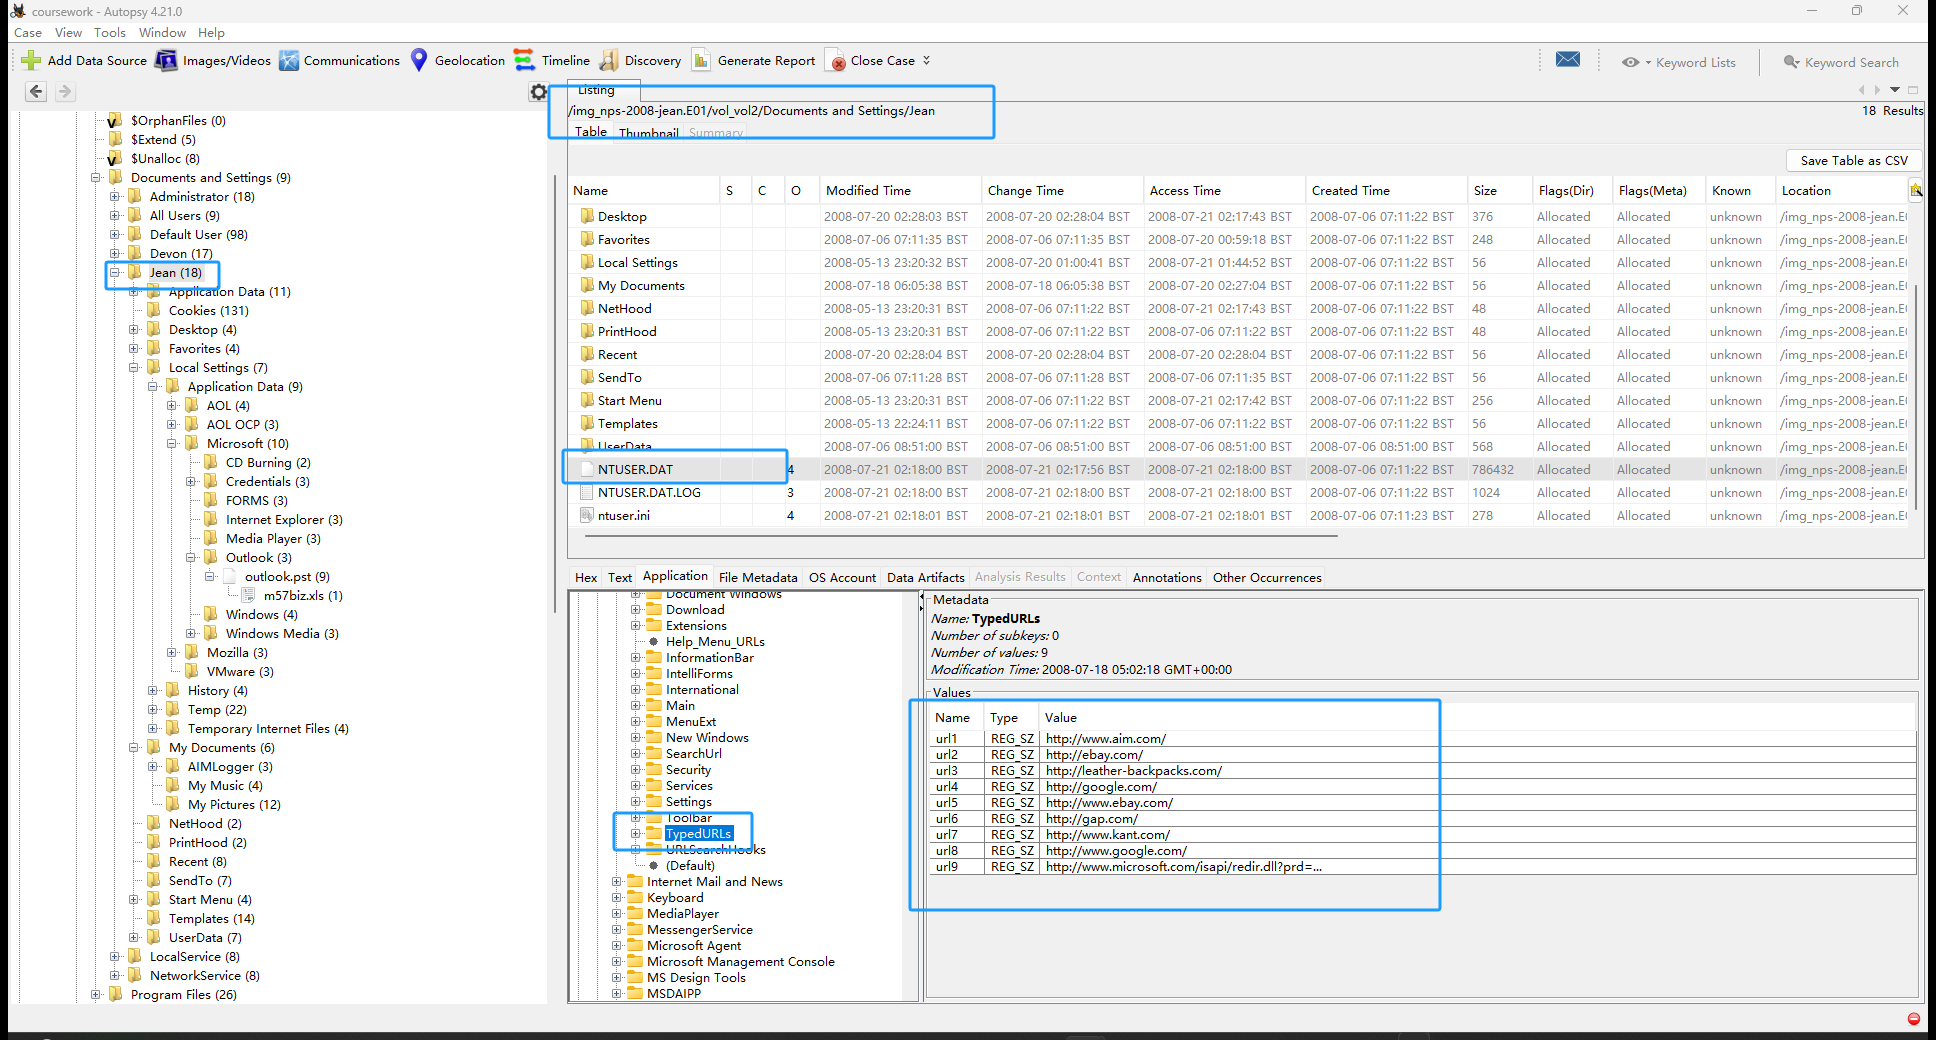 coursework - Autopsy 4.21.0
Case View Tools Window Help
Add Data Source Images/Videos Communications Geolocation Timeline Discovery Generate Report Close Case Keyword Lists Keyword Search
$OrphanFiles (0)
$Extend (5)
$Unalloc (8)
Documents and Settings (9)
Administrator (18)
All Users (9)
Default User (98)
Devon (17)
Jean (18)
Application Data (11)
Cookies (131)
Desktop (4)
Favorites (4)
Local Settings (7)
Application Data (9)
AOL (4)
AOL OCP (3)
Microsoft (10)
CD Burning (2)
Credentials (3)
FORMS (3)
Internet Explorer (3)
Media Player (3)
Outlook (3)
outlook.pst (9)
m57biz.xls (1)
Windows (4)
Windows Media (3)
Mozilla (3)
VMware (3)
History (4)
Temp (22)
Temporary Internet Files (4)
My Documents (6)
AIMLogger (3)
My Music (4)
My Pictures (12)
NetHood (2)
PrintHood (2)
Recent (8)
SendTo (7)
Start Menu (4)
Templates (14)
UserData (7)
LocalService (8)
NetworkService (8)
Program Files (26)
Listing
/img_nps-2008-jean.E01/vol_vol2/Documents and Settings/Jean
18 Results
Table Thumbnail Summary
Save Table as CSV
Name S C O Modified Time Change Time Access Time Created Time Size Flags(Dir) Flags(Meta) Known Location
Desktop 2008-07-20 02:28:03 BST 2008-07-20 02:28:04 BST 2008-07-21 02:17:43 BST 2008-07-06 07:11:22 BST 376 Allocated Allocated unknown /img_nps-2008-jean.E
Favorites 2008-07-06 07:11:35 BST 2008-07-06 07:11:35 BST 2008-07-20 00:59:18 BST 2008-07-06 07:11:22 BST 248 Allocated Allocated unknown /img_nps-2008-jean.E
Local Settings 2008-05-13 23:20:32 BST 2008-07-20 01:00:41 BST 2008-07-21 01:44:52 BST 2008-07-06 07:11:22 BST 56 Allocated Allocated unknown /img_nps-2008-jean.E
My Documents 2008-07-18 06:05:38 BST 2008-07-18 06:05:38 BST 2008-07-20 02:27:04 BST 2008-07-06 07:11:22 BST 56 Allocated Allocated unknown /img_nps-2008-jean.E
NetHood 2008-05-13 23:20:31 BST 2008-07-06 07:11:22 BST 2008-07-21 02:17:43 BST 2008-07-06 07:11:22 BST 48 Allocated Allocated unknown /img_nps-2008-jean.E
PrintHood 2008-05-13 23:20:31 BST 2008-07-06 07:11:22 BST 2008-07-06 07:11:22 BST 2008-07-06 07:11:22 BST 48 Allocated Allocated unknown /img_nps-2008-jean.E
Recent 2008-07-20 02:28:04 BST 2008-07-20 02:28:04 BST 2008-07-20 02:28:04 BST 2008-07-06 07:11:22 BST 56 Allocated Allocated unknown /img_nps-2008-jean.E
SendTo 2008-07-06 07:11:28 BST 2008-07-06 07:11:28 BST 2008-07-06 07:11:35 BST 2008-07-06 07:11:22 BST 56 Allocated Allocated unknown /img_nps-2008-jean.E
Start Menu 2008-05-13 23:20:31 BST 2008-07-06 07:11:22 BST 2008-07-21 02:17:42 BST 2008-07-06 07:11:22 BST 256 Allocated Allocated unknown /img_nps-2008-jean.E
Templates 2008-05-13 22:24:11 BST 2008-07-06 07:11:22 BST 2008-07-06 07:11:22 BST 2008-07-06 07:11:22 BST 56 Allocated Allocated unknown /img_nps-2008-jean.E
UserData 2008-07-06 08:51:00 BST 2008-07-06 08:51:00 BST 2008-07-06 08:51:00 BST 2008-07-06 08:51:00 BST 568 Allocated Allocated unknown /img_nps-2008-jean.E
NTUSER.DAT 4 2008-07-21 02:18:00 BST 2008-07-21 02:17:56 BST 2008-07-21 02:18:00 BST 2008-07-06 07:11:22 BST 786432 Allocated Allocated unknown /img_nps-2008-jean.E
NTUSER.DAT.LOG 3 2008-07-21 02:18:00 BST 2008-07-21 02:18:00 BST 2008-07-21 02:18:00 BST 2008-07-06 07:11:22 BST 1024 Allocated Allocated unknown /img_nps-2008-jean.E
ntuser.ini 4 2008-07-21 02:18:01 BST 2008-07-21 02:18:01 BST 2008-07-21 02:18:01 BST 2008-07-06 07:11:23 BST 278 Allocated Allocated unknown /img_nps-2008-jean.E
Hex Text Application File Metadata OS Account Data Artifacts Analysis Results Context Annotations Other Occurrences
Document Windows
Download
Extensions
Help_Menu_URLs
InformationBar
IntelliForms
International
Main
MenuExt
New Windows
SearchUrl
Security
Services
Settings
Toolbar
TypedURLs
URLSearchHooks
(Default)
Internet Mail and News
Keyboard
MediaPlayer
MessengerService
Microsoft Agent
Microsoft Management Console
MS Design Tools
MSDAIPP
Metadata
Name: TypedURLs
Number of subkeys: 0
Number of values: 9
Modification Time: 2008-07-18 05:02:18 GMT+00:00
Values
Name Type Value
url1 REG_SZ http://www.aim.com/
url2 REG_SZ http://ebay.com/
url3 REG_SZ http://leather-backpacks.com/
url4 REG_SZ http://google.com/
url5 REG_SZ http://www.ebay.com/
url6 REG_SZ http://gap.com/
url7 REG_SZ http://www.kant.com/
url8 REG_SZ http://www.google.com/
url9 REG_SZ http://www.microsoft.com/isapi/redir.dll?prd=...